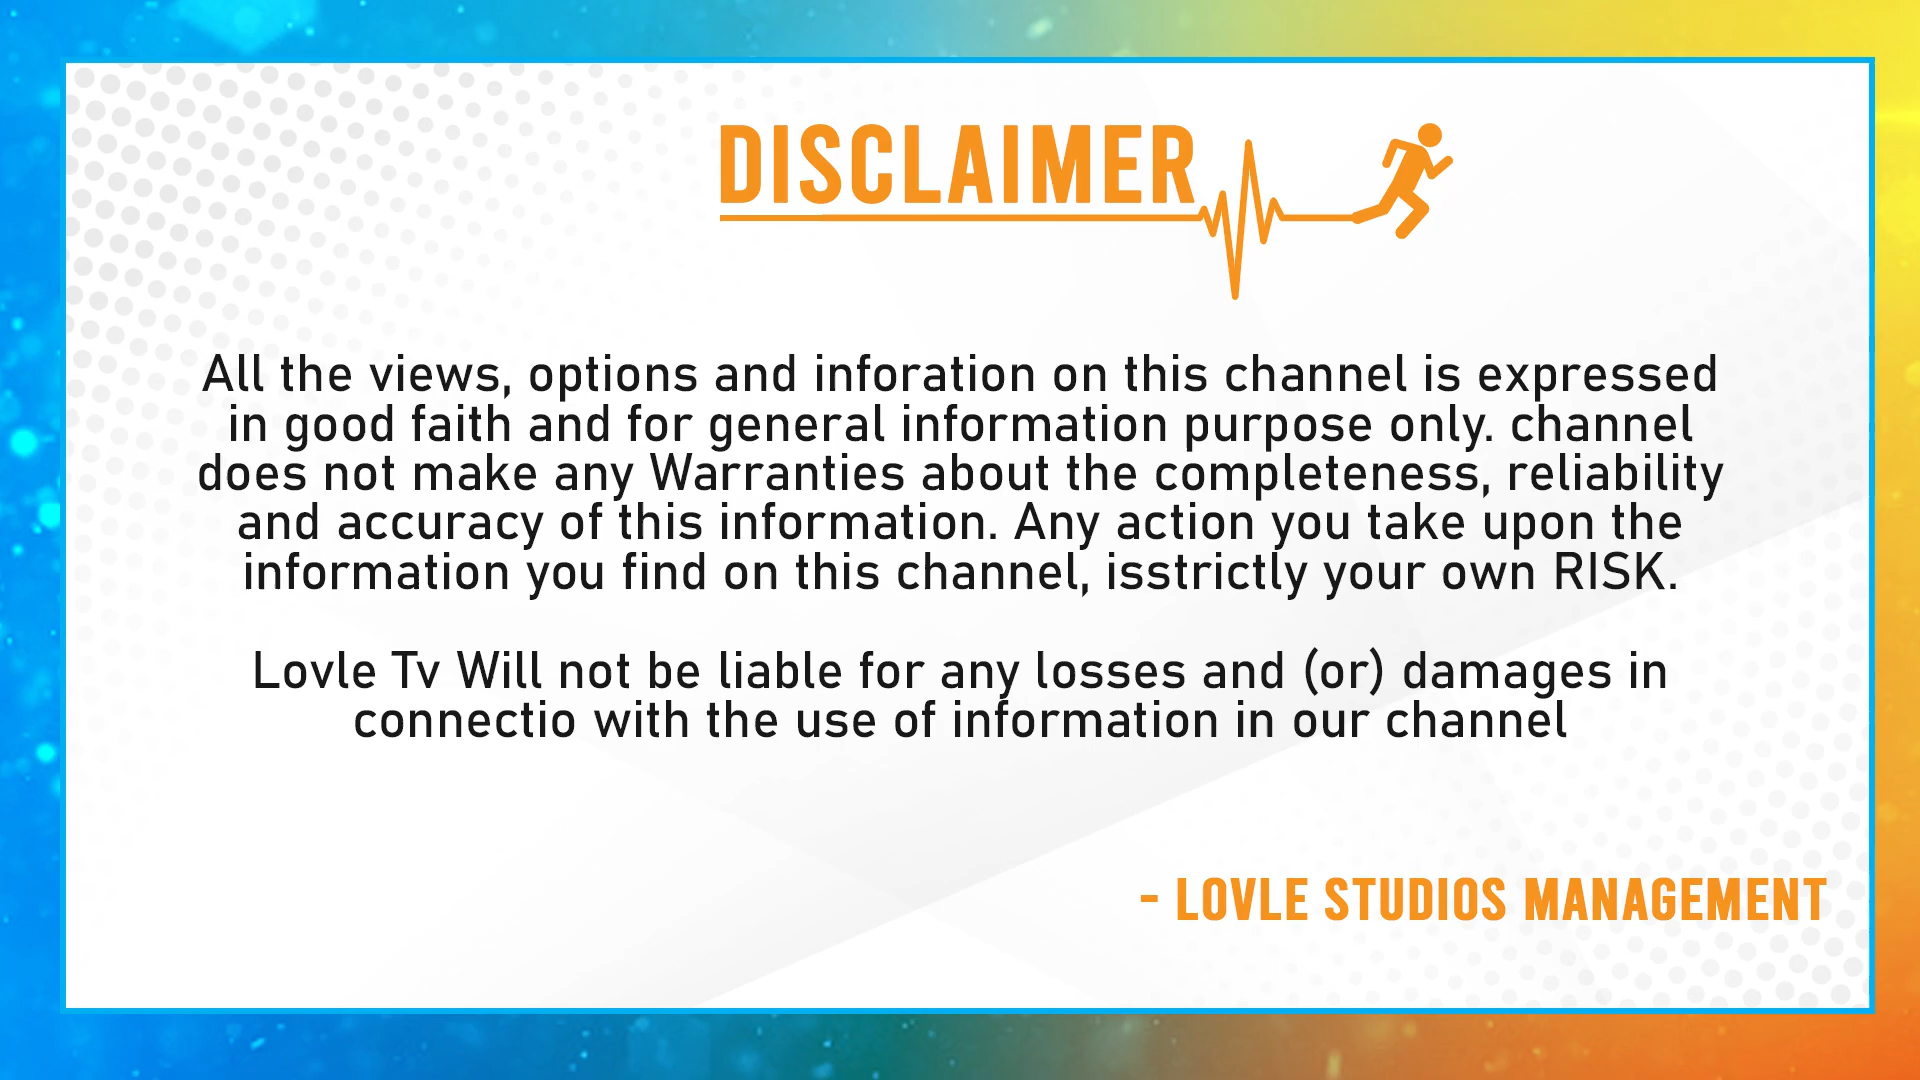 DISCLAIMER
All the views, options and inforation on this channel is expressed
in good faith and for general information purpose only. channel
does not make any Warranties about the completeness, reliability
and accuracy of this information. Any action you take upon the
information you find on this channel, isstrictly your own RISK.
Lovle Tv Will not be liable for any losses and (or) damages in
connectio with the use of information in our channel
- LOVLE STUDIOS MANAGEMENT